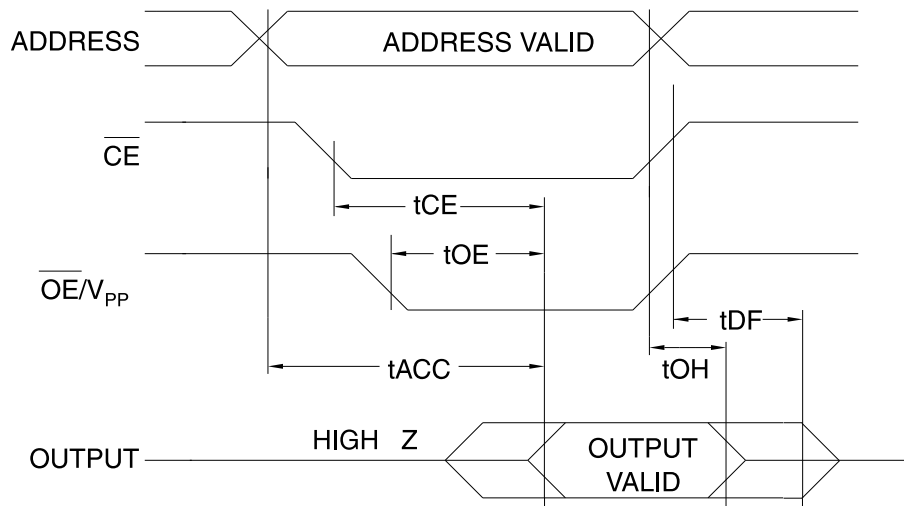 ADDRESS
ADDRESS VALID
CE
tCE
tOE
OE/VPP
tDF
tOH
tACC
HIGH Z
OUTPUT
OUTPUT
VALID